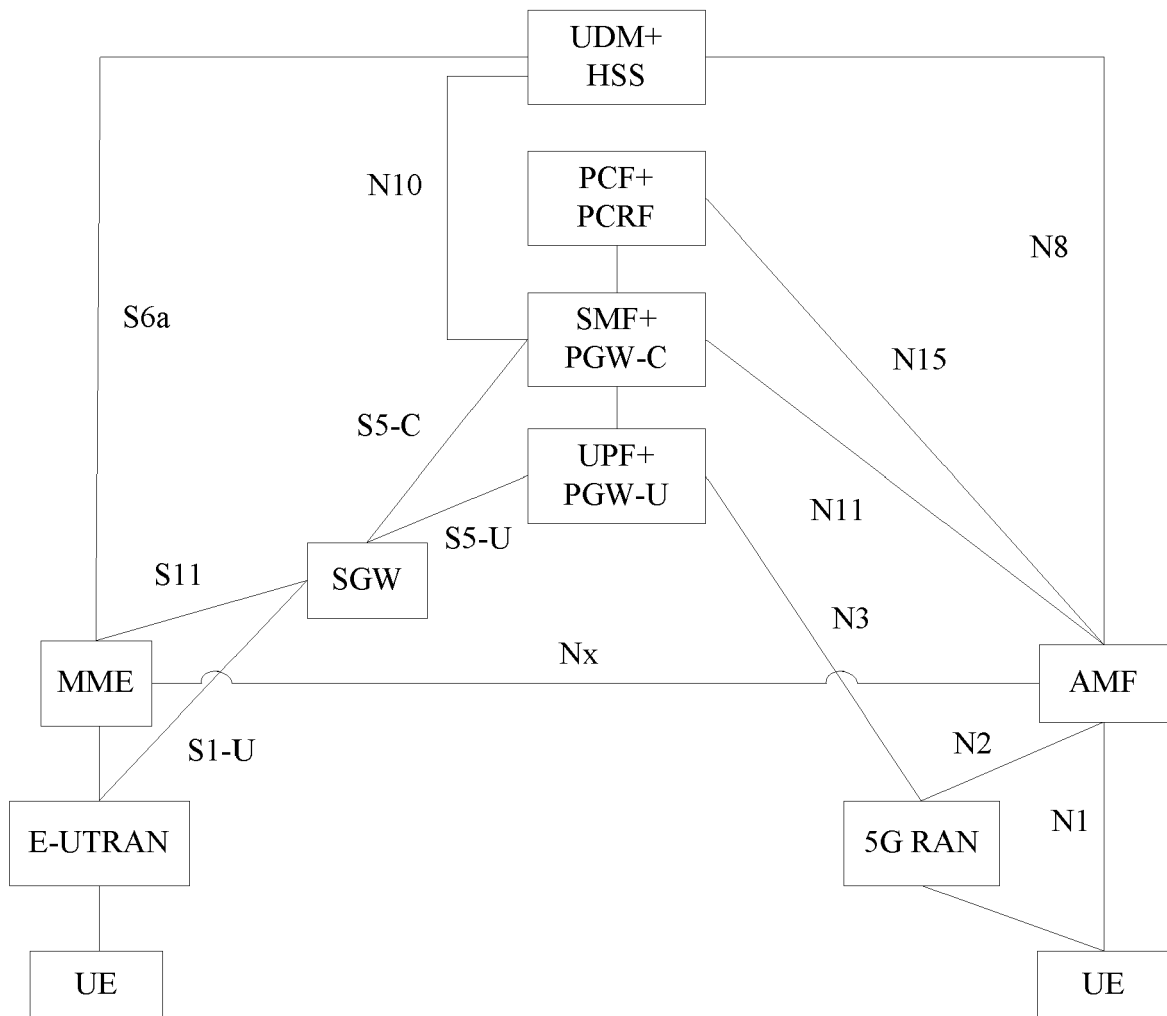 UDM+
HSS
N10
PCF+
PCRF
N8
S6a
SMF+
PGW-C
N15
S5-C
UPF+
PGW-U
N11
S5-U
S11
SGW
N3
Nx
MME
AMF
S1-U
N2
N1
E-UTRAN
5G RAN
UE
UE